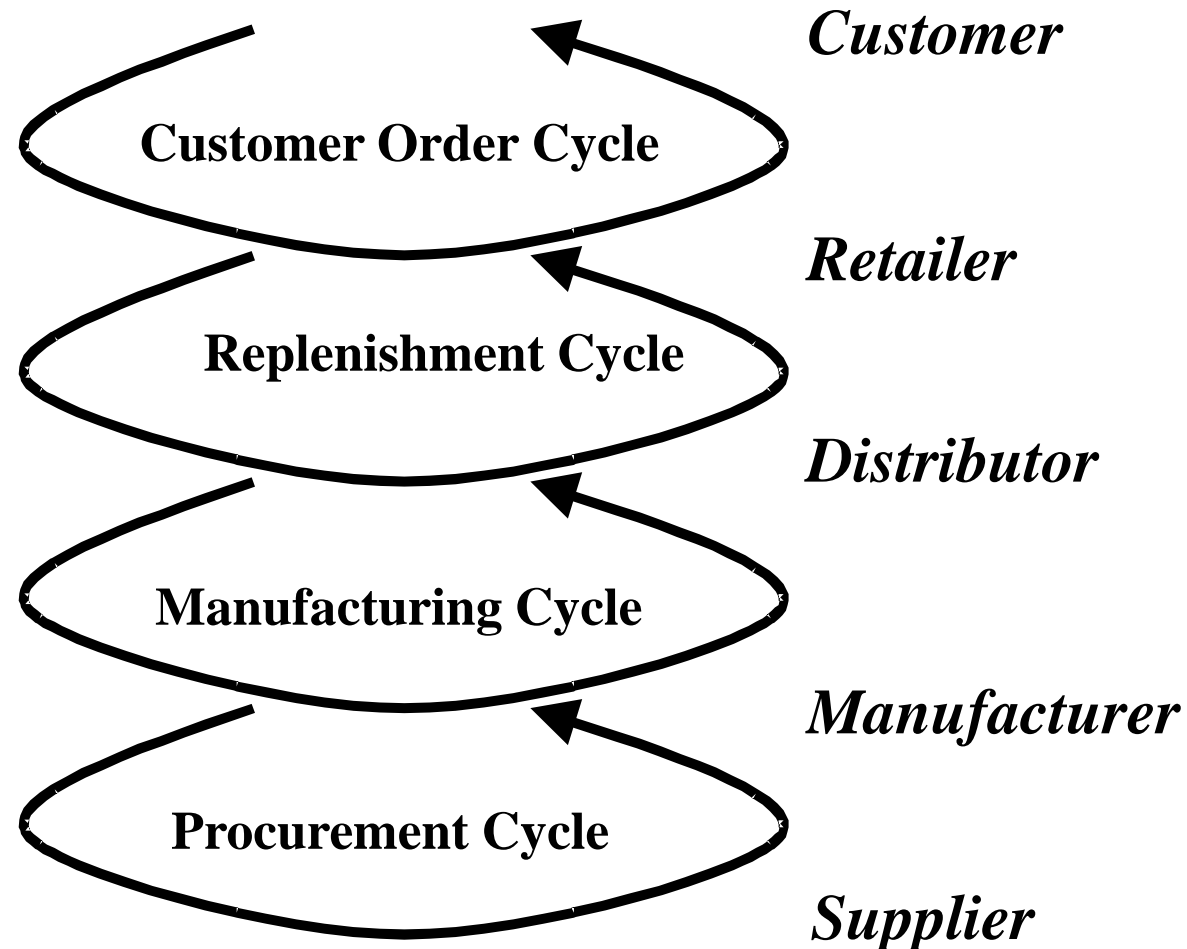 Customer
Customer Order Cycle
Retailer
Replenishment Cycle
Distributor
Manufacturing Cycle
Manufacturer
Procurement Cycle
Supplier